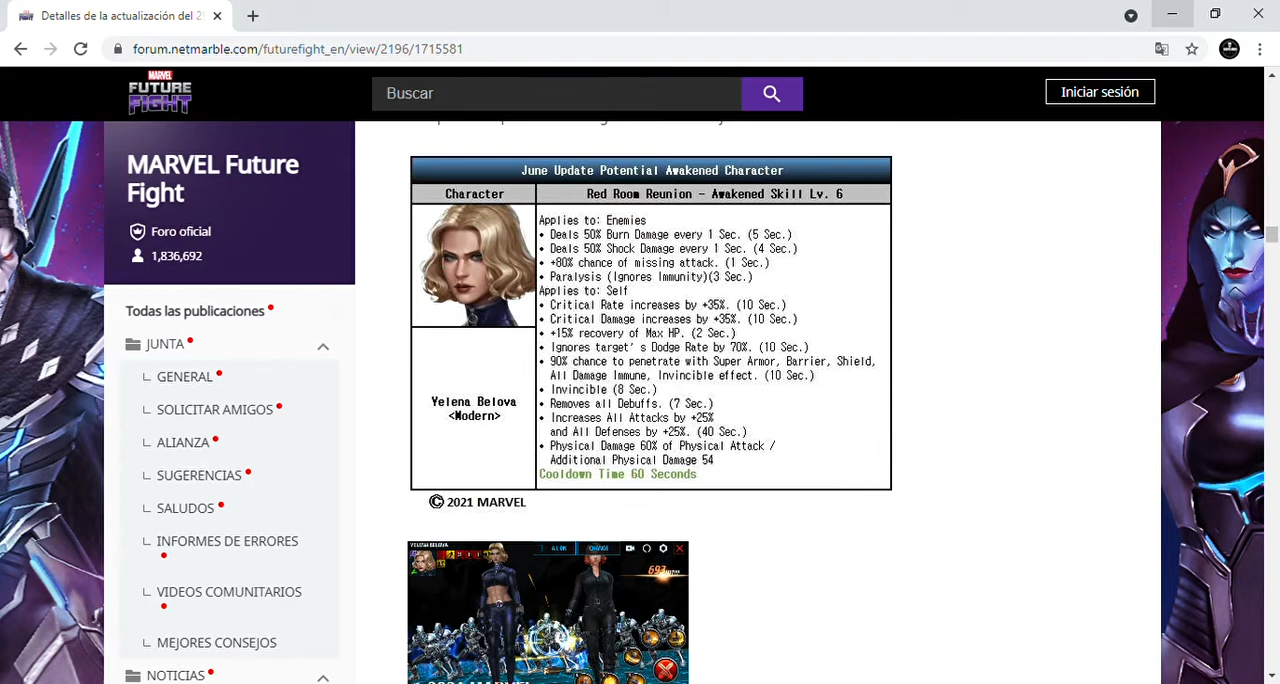 Detalles de la actualización del 2
forum.netmarble.com/futurefight_en/view/2196/1715581
MARVEL
FUTURE
FIGHT
Buscar
Iniciar sesión
MARVEL Future
Fight
Foro oficial
1,836,692
Todas las publicaciones
JUNTA
GENERAL
SOLICITAR AMIGOS
ALIANZA
SUGERENCIAS
SALUDOS
INFORMES DE ERRORES
VIDEOS COMUNITARIOS
MEJORES CONSEJOS
NOTICIAS
June Update Potential Awakened Character
Character
Red Room Reunion - Awakened Skill Lv. 6
Yelena Belova
<Modern>
Applies to: Enemies
• Deals 50% Burn Damage every 1 Sec. (5 Sec.)
• Deals 50% Shock Damage every 1 Sec. (4 Sec.)
• +80% chance of missing attack. (1 Sec.)
• Paralysis (Ignores Immunity)(3 Sec.)
Applies to: Self
• Critical Rate increases by +35%. (10 Sec.)
• Critical Damage increases by +35%. (10 Sec.)
• +15% recovery of Max HP. (2 Sec.)
• Ignores target's Dodge Rate by 70%. (10 Sec.)
• 90% chance to penetrate with Super Armor, Barrier, Shield,
All Damage Immune, Invincible effect. (10 Sec.)
• Invincible (8 Sec.)
• Removes all Debuffs. (7 Sec.)
• Increases All Attacks by +25%
and All Defenses by +25%. (40 Sec.)
• Physical Damage 60% of Physical Attack /
Additional Physical Damage 54
Cooldown Time 60 Seconds
© 2021 MARVEL
YELENA BELOVA
CHANGE
693